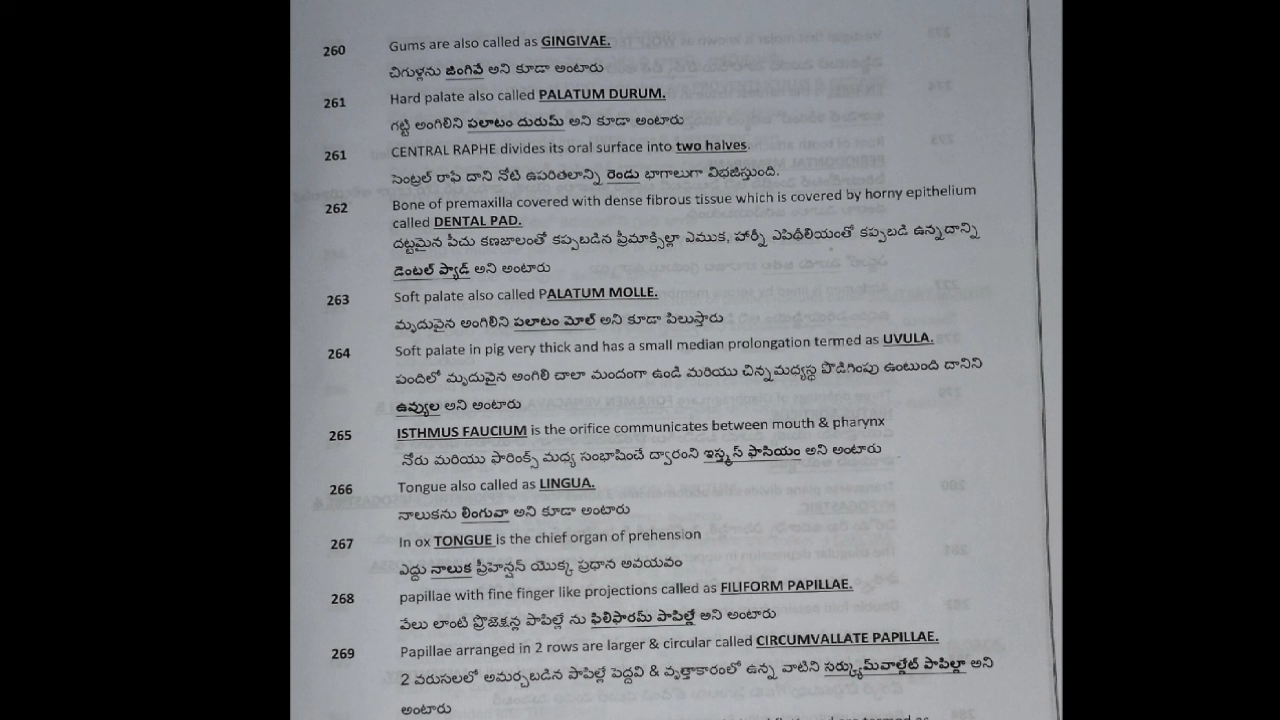 260 Gums are also called as GINGIVAE.
చిగుళ్లను జింగివే అని కూడా అంటారు
261 Hard palate also called PALATUM DURUM.
గట్టి అంగిలిని పలాటం దురుమ్ అని కూడా అంటారు
261 CENTRAL RAPHE divides its oral surface into two halves.
సెంట్రల్ రాఫే దాని నోటి ఉపరితలాన్ని రెండు భాగాలుగా విభజిస్తుంది.
262 Bone of premaxilla covered with dense fibrous tissue which is covered by horny epithelium
called DENTAL PAD.
దట్టమైన పీచు కణజాలంతో కప్పబడిన ప్రీమాక్సిల్లా ఎముక, హార్నీ ఎపిథీలియంతో కప్పబడి ఉన్నదాన్ని
డెంటల్ ప్యాడ్ అని అంటారు
263 Soft palate also called PALATUM MOLLE.
మృదువైన అంగిలిని పలాటం మోల్ అని కూడా పిలుస్తారు
264 Soft palate in pig very thick and has a small median prolongation termed as UVULA.
పందిలో మృదువైన అంగిలి చాలా మందంగా ఉండి మరియు చిన్నమధ్యస్థ పొడిగింపు ఉంటుంది దానిని
ఉవ్యుల అని అంటారు
265 ISTHMUS FAUCIUM is the orifice communicates between mouth & pharynx
నోరు మరియు ఫారింక్స్ మధ్య సంభాషించే ద్వారంని ఇస్త్మస్ ఫాసియం అని అంటారు
266 Tongue also called as LINGUA.
నాలుకను లింగువా అని కూడా అంటారు
267 In ox TONGUE is the chief organ of prehension
ఎద్దు నాలుక ప్రీహెన్షన్ యొక్క ప్రధాన అవయవం
268 papillae with fine finger like projections called as FILIFORM PAPILLAE.
వేలు లాంటి ప్రొజెక్షన్ల పాపిల్లే ను ఫిలిఫారమ్ పాపిల్లే అని అంటారు
269 Papillae arranged in 2 rows are larger & circular called CIRCUMVALLATE PAPILLAE.
2 వరుసలలో అమర్చబడిన పాపిల్లే పెద్దవి & వృత్తాకారంలో ఉన్న వాటిని సర్క్యుమ్‌వాల్లేట్ పాపిల్లా అని
అంటారు